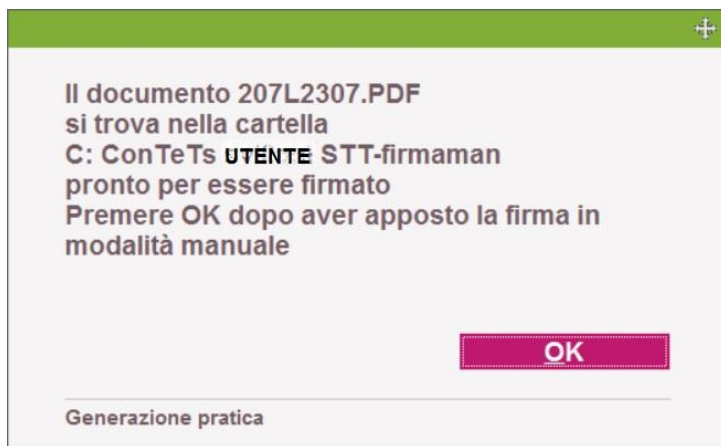 Il documento 207L2307.PDF
si trova nella cartella
C: ConTeTs UTENTE STT-firmaman
pronto per essere firmato
Premere OK dopo aver apposto la firma in
modalità manuale
OK
Generazione pratica